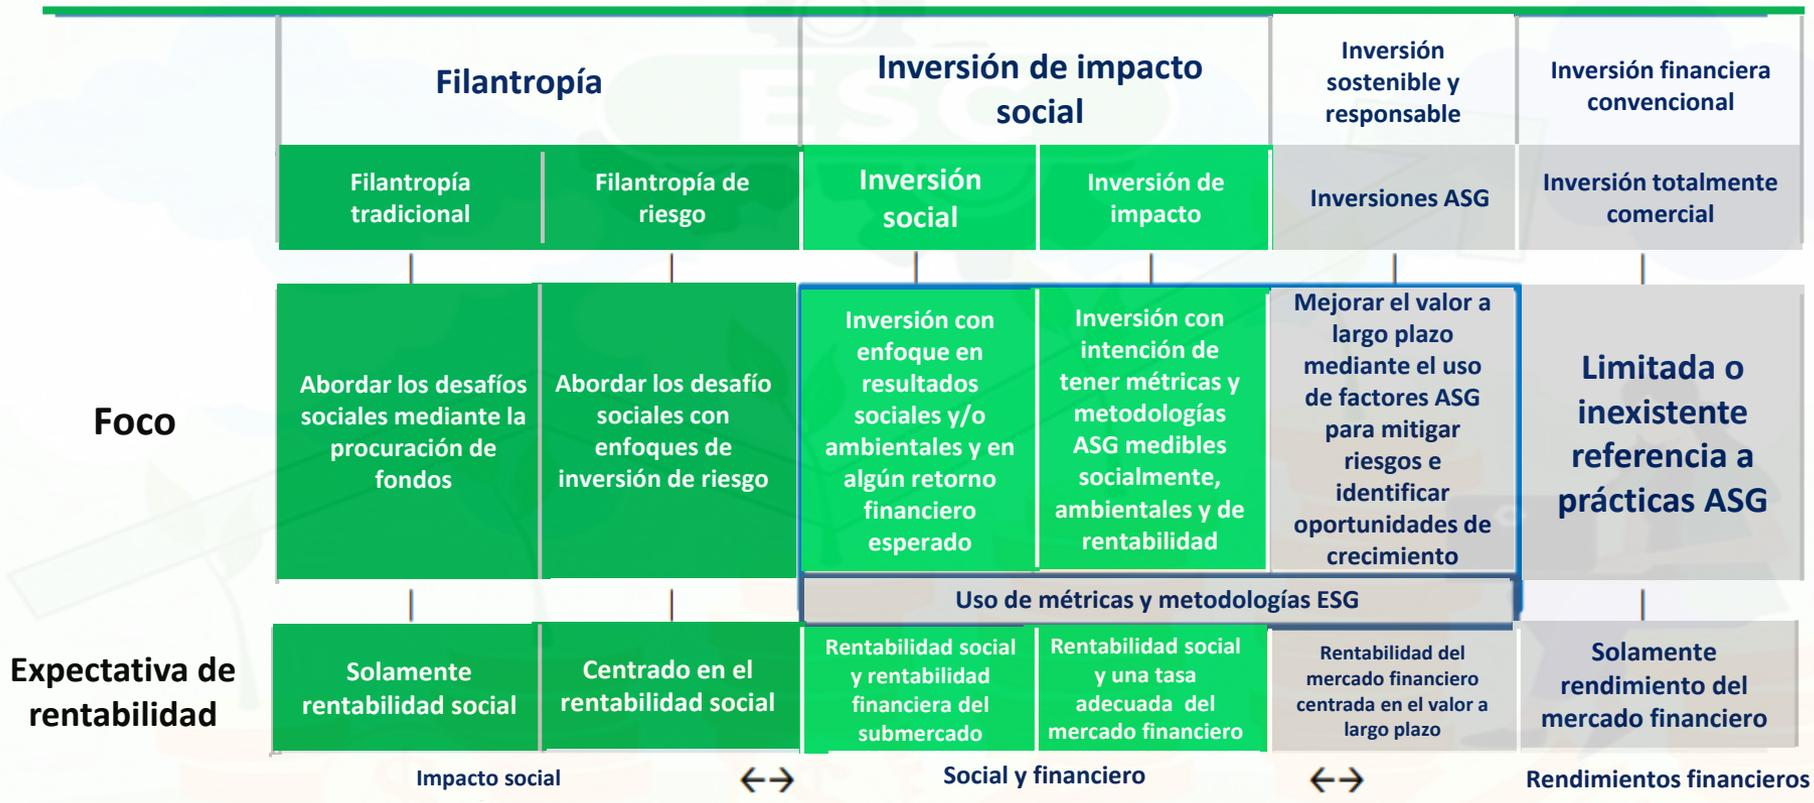 Filantropía
Inversión de impacto
social
Inversión
sostenible y
responsable
Inversión financiera
convencional
Filantropía
tradicional
Filantropía de
riesgo
Inversión
social
Inversión de
impacto
Inversiones ASG
Inversión totalmente
comercial
Foco
Abordar los desafíos
sociales mediante la
procuración de
fondos
Abordar los desafío
sociales con
enfoques de
inversión de riesgo
Inversión con
enfoque en
resultados
sociales y/o
ambientales y en
algún retorno
financiero
esperado
Inversión con
intención de
tener métricas y
metodologías
ASG medibles
socialmente,
ambientales y de
rentabilidad
Mejorar el valor a
largo plazo
mediante el uso
de factores ASG
para mitigar
riesgos e
identificar
oportunidades de
crecimiento
Limitada o
inexistente
referencia a
prácticas ASG
Uso de métricas y metodologías ESG
Expectativa de
rentabilidad
Solamente
rentabilidad social
Centrado en el
rentabilidad social
Rentabilidad social
y rentabilidad
financiera del
submercado
Rentabilidad social
y una tasa
adecuada del
mercado financiero
Rentabilidad del
mercado financiero
centrada en el valor a
largo plazo
Solamente
rendimiento del
mercado financiero
Impacto social
Social y financiero
Rendimientos financieros
ESG